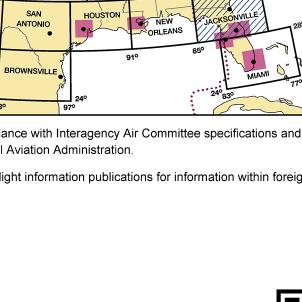 SAN
ANTONIO
HOUSTON
NEW
ORLEANS
JACKSONVILLE
BROWNSVILLE
MIAMI
91°
85°
28°
77°
24°
97°
24°
83°
iance with Interagency Air Committee specifications and
l Aviation Administration.
light information publications for information within foreig